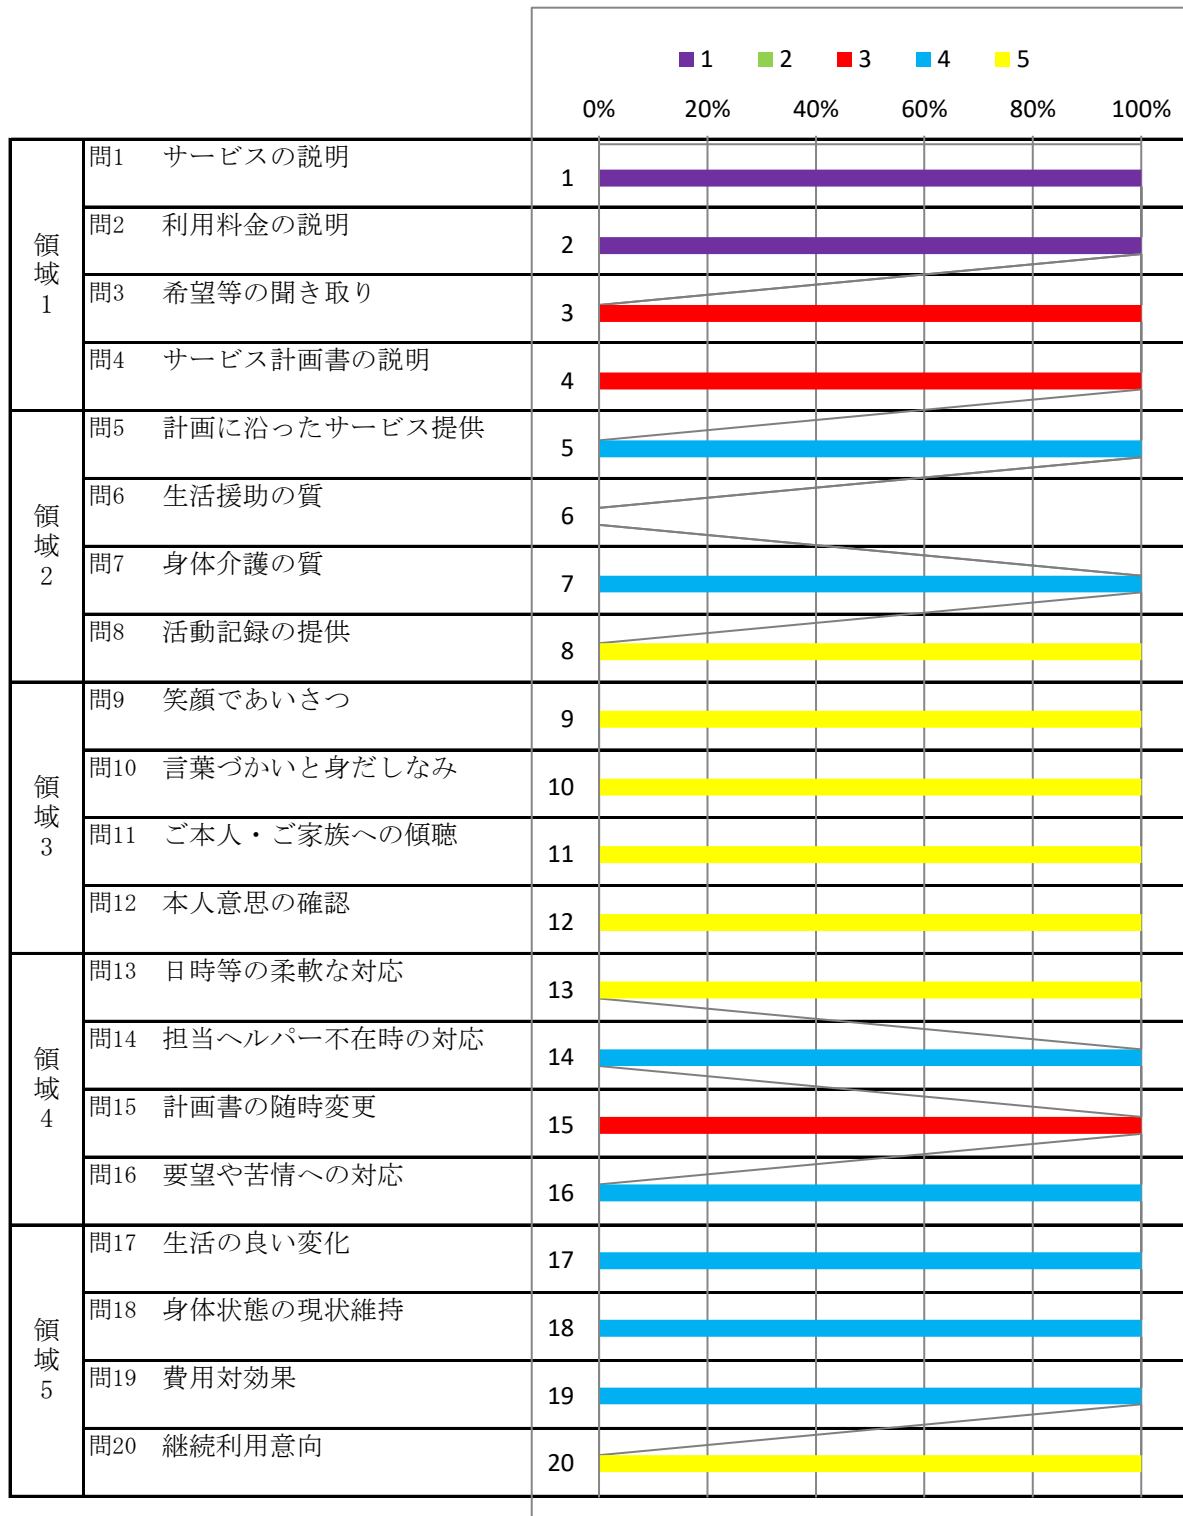 1 2 3 4 5
0% 20% 40% 60% 80% 100%
領域1
問1 サービスの説明 1
問2 利用料金の説明 2
問3 希望等の聞き取り 3
問4 サービス計画書の説明 4
領域2
問5 計画に沿ったサービス提供 5
問6 生活援助の質 6
問7 身体介護の質 7
問8 活動記録の提供 8
領域3
問9 笑顔であいさつ 9
問10 言葉づかいと身だしなみ 10
問11 ご本人・ご家族への傾聴 11
問12 本人意思の確認 12
領域4
問13 日時等の柔軟な対応 13
問14 担当ヘルパー不在時の対応 14
問15 計画書の随時変更 15
問16 要望や苦情への対応 16
領域5
問17 生活の良い変化 17
問18 身体状態の現状維持 18
問19 費用対効果 19
問20 継続利用意向 20